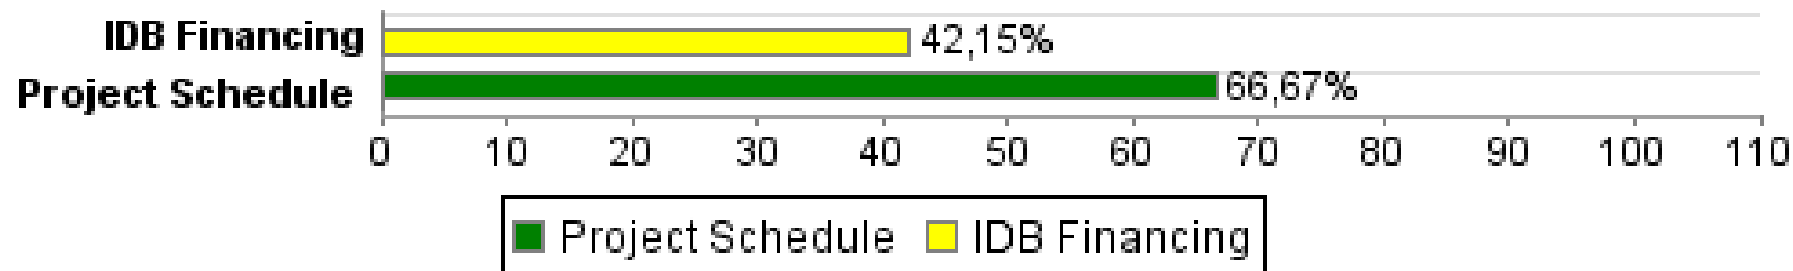 IDB Financing 42,15%
Project Schedule 66,67%
0 10 20 30 40 50 60 70 80 90 100 110
Project Schedule IDB Financing